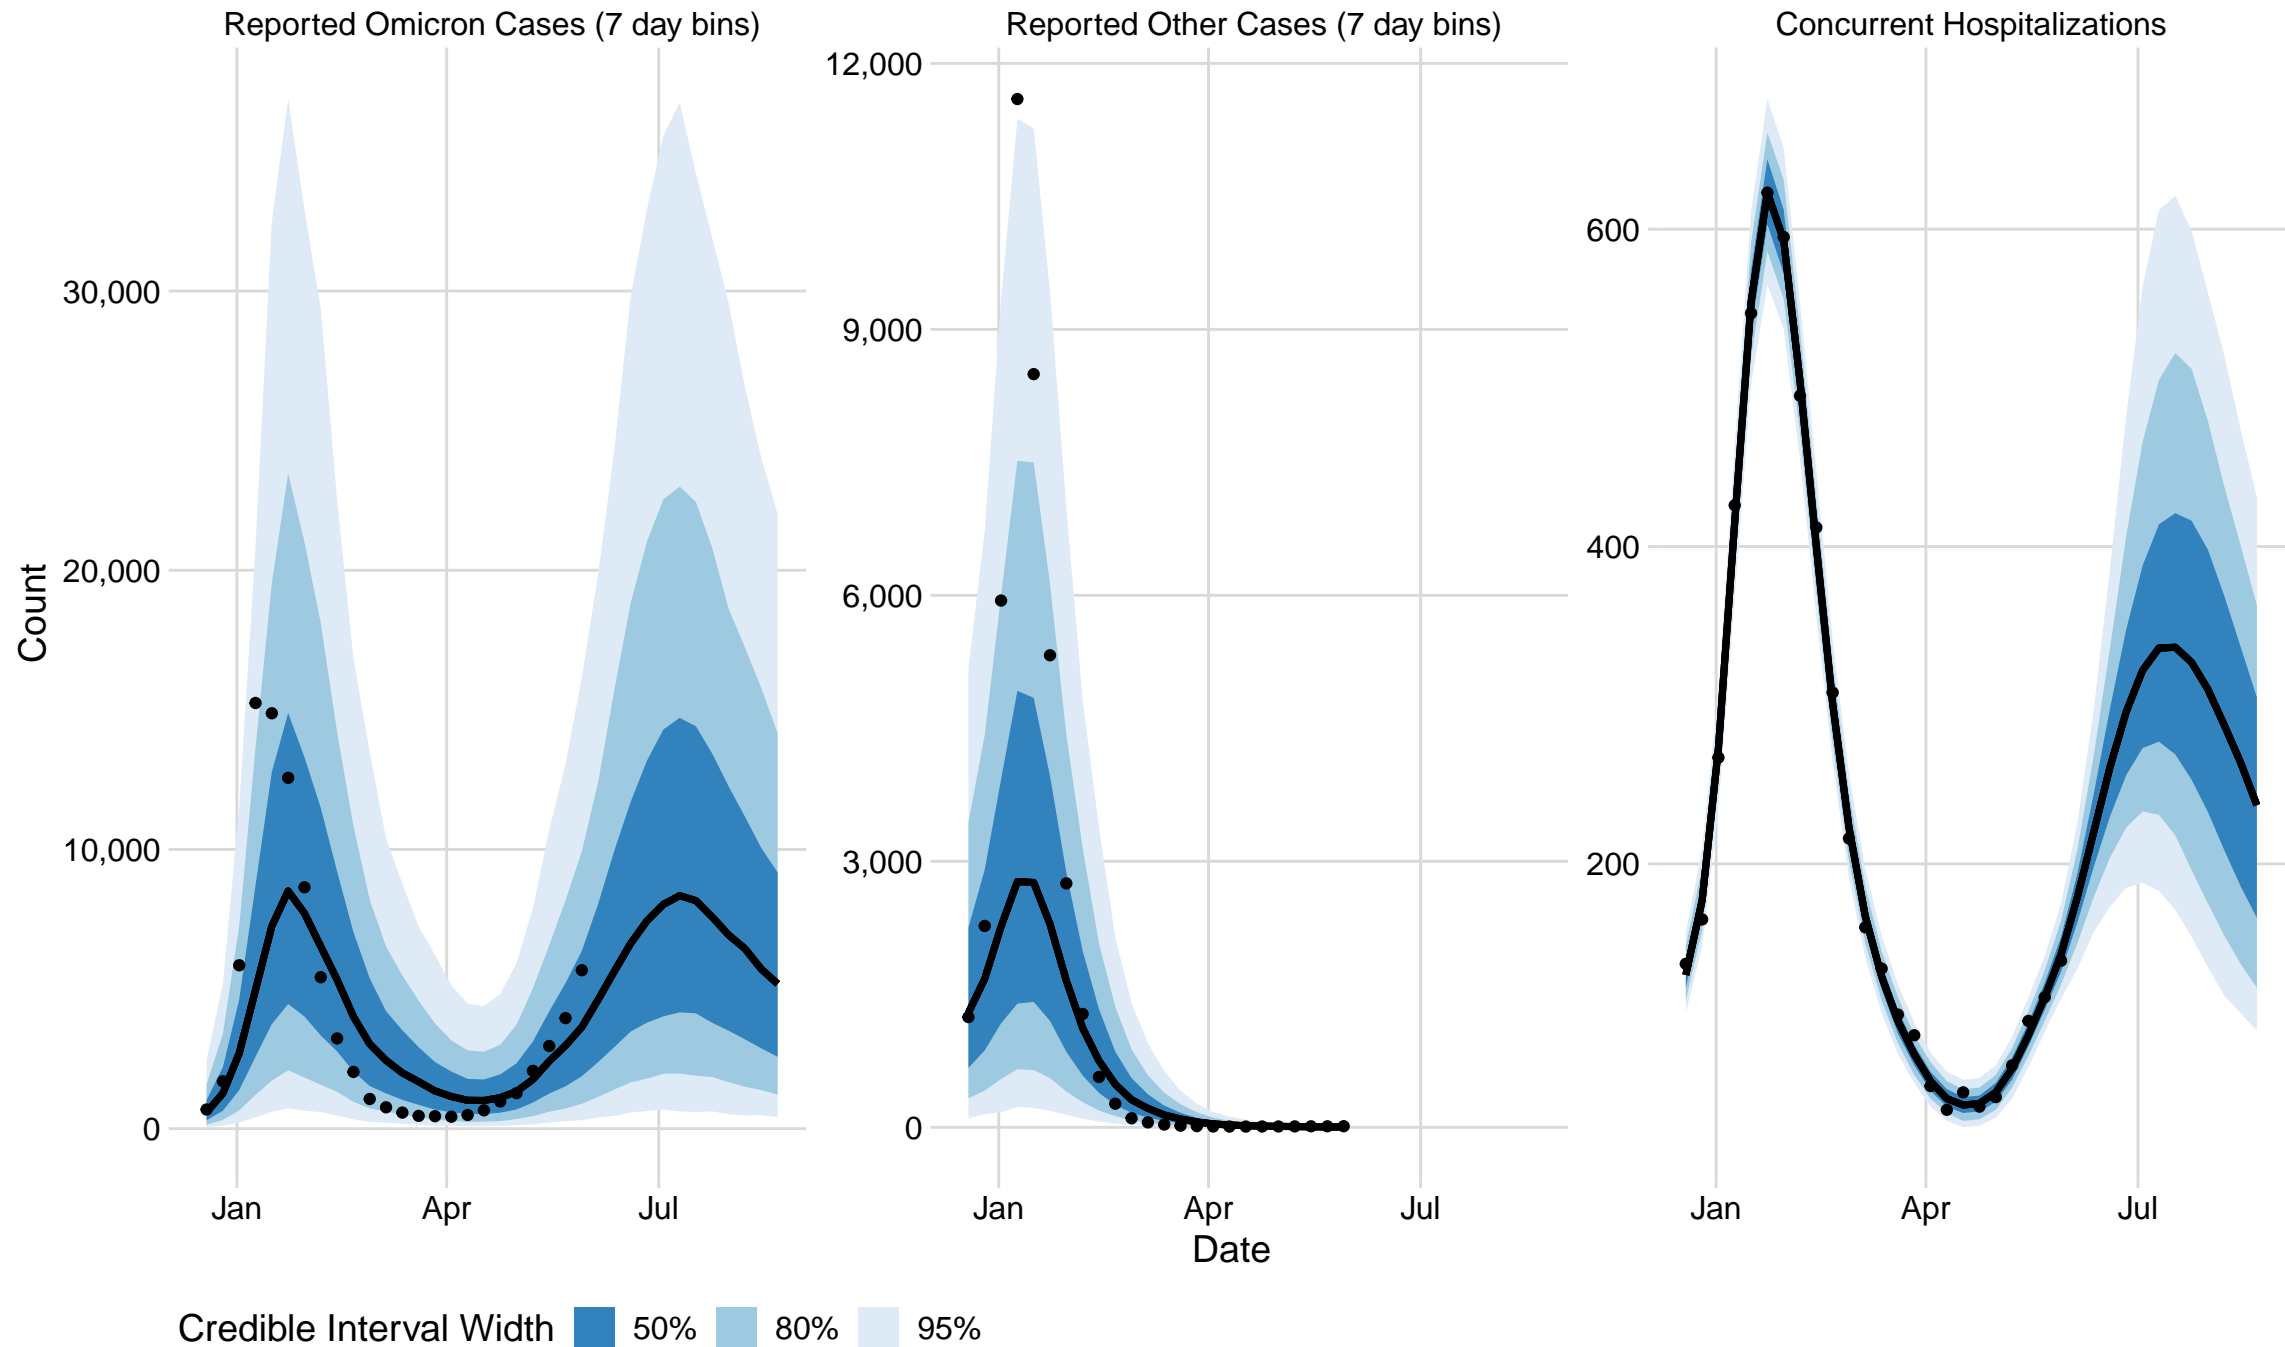 Reported Omicron Cases (7 day bins)
Reported Other Cases (7 day bins)
Concurrent Hospitalizations
Count
30,000
20,000
10,000
0
12,000
9,000
6,000
3,000
0
600
400
200
Jan Apr Jul
Jan Apr Jul
Jan Apr Jul
Date
Credible Interval Width 50% 80% 95%